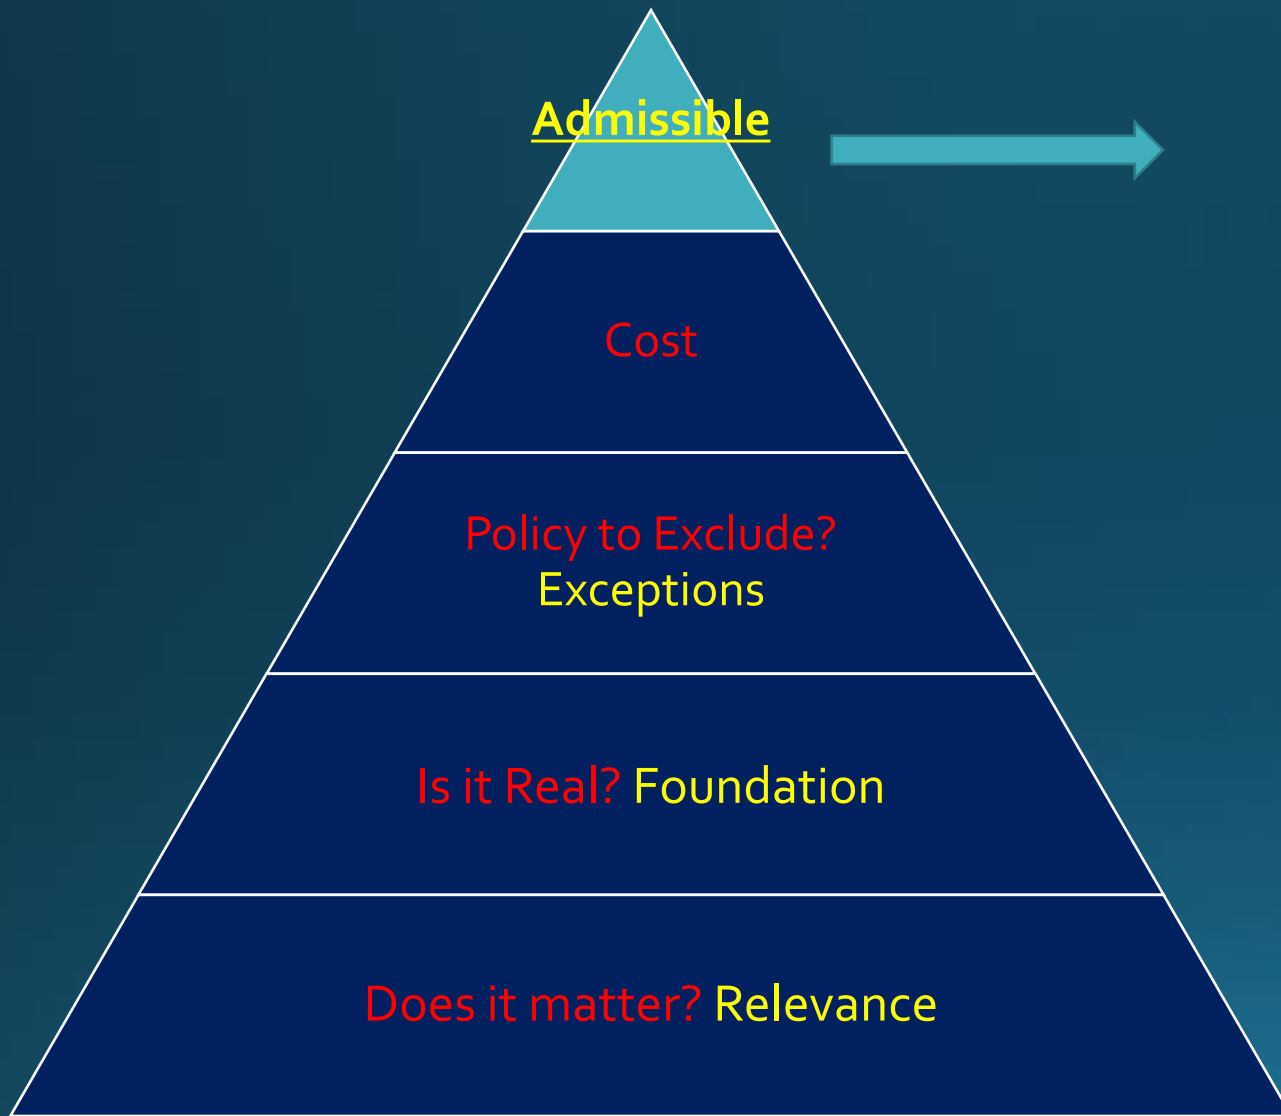 Admissible
Cost
Policy to Exclude?
Exceptions
Is it Real? Foundation
Does it matter? Relevance